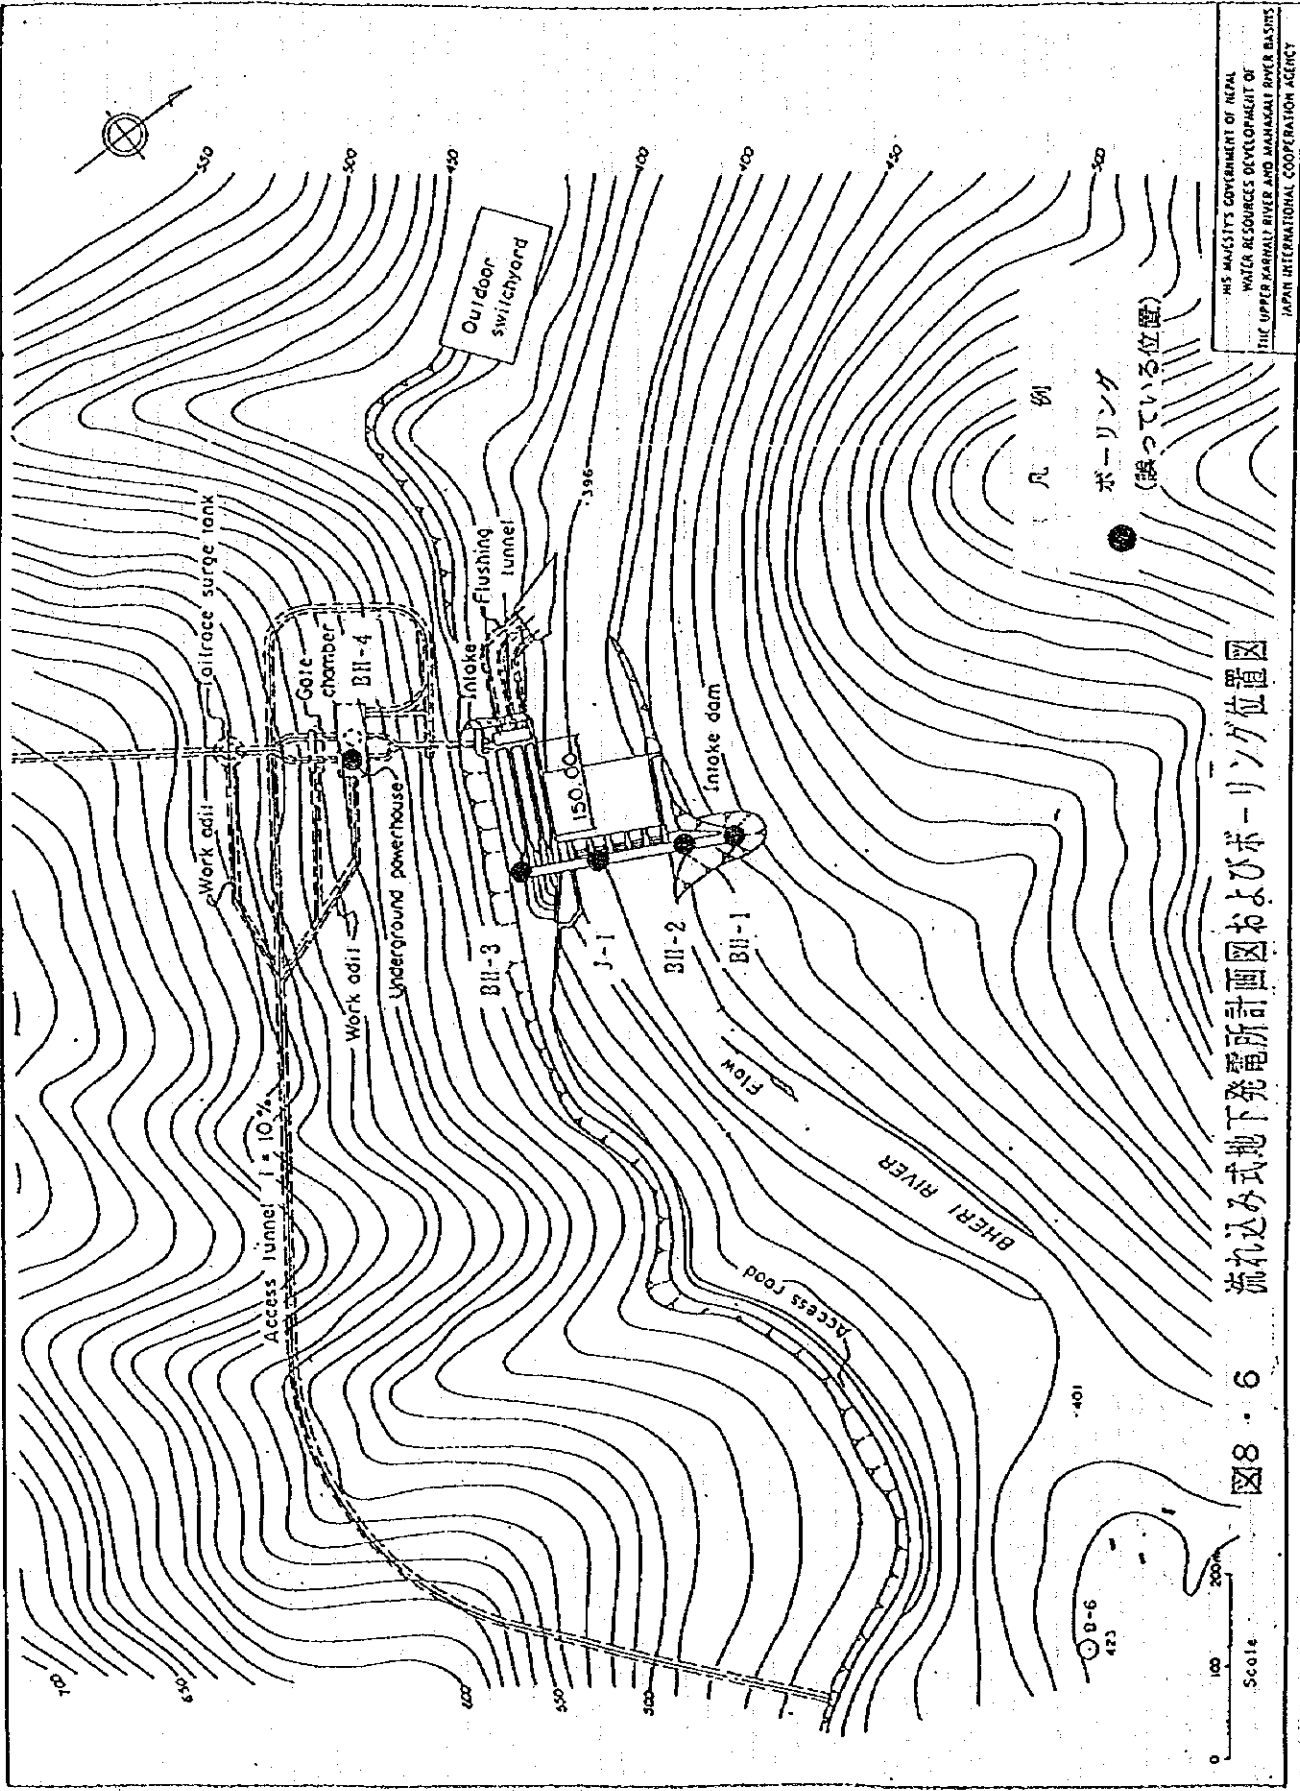 HIS MAJESTY'S GOVERNMENT OF NEPAL
WATER RESOURCES DEVELOPMENT OF
THE UPPER KARNALI RIVER AND MAHAKALI RIVER BASINS
JAPAN INTERNATIONAL COOPERATION AGENCY
550
500
450
400
400
450
500
Outdoor
switchyard
Tailrace surge tank
Gate
chamber
BH-4
Intake
Flushing
tunnel
396
Work adit
Work adit
Underground powerhouse
150.00
Intake dam
BH-3
J-1
BH-2
BH-1
Access tunnel I = 10%
Flow
BHERI RIVER
Access road
401
700
650
600
550
500
B-6
423
凡 例
ボーリング
(誤っている位置)
0 100 200m
Scale
図8・6 流れ込み式地下発電所計画図およびボーリング位置図